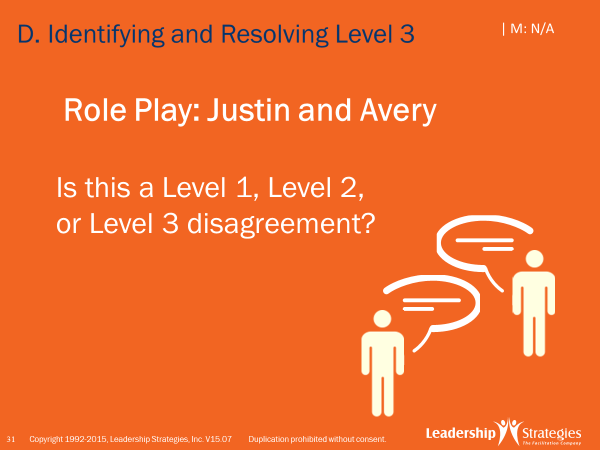 D. Identifying and Resolving Level 3
| M: N/A
Role Play: Justin and Avery
Is this a Level 1, Level 2,
or Level 3 disagreement?
31 Copyright 1992-2015, Leadership Strategies, Inc. V15.07 Duplication prohibited without consent.
Leadership Strategies
The Facilitation Company